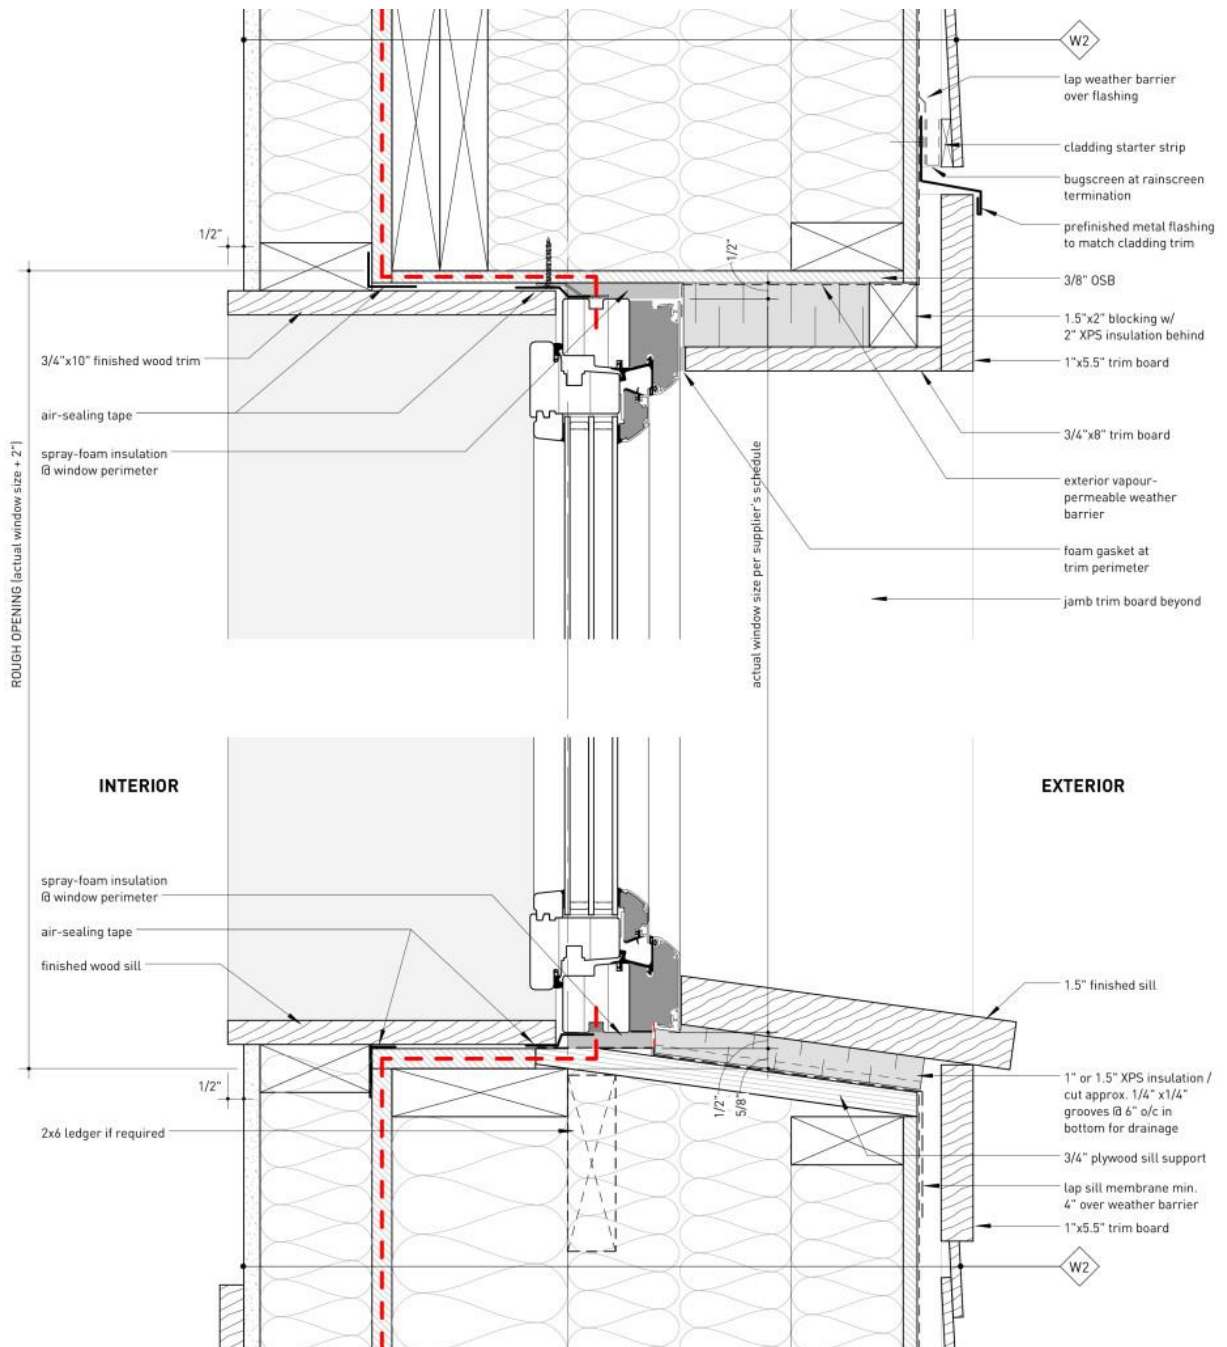 W2
lap weather barrier
over flashing
cladding starter strip
bugscreen at rainscreen
termination
prefinished metal flashing
to match cladding trim
3/8" OSB
1.5"x2" blocking w/
2" XPS insulation behind
1"x5.5" trim board
3/4"x8" trim board
exterior vapour-
permeable weather
barrier
foam gasket at
trim perimeter
jamb trim board beyond
1/2"
1/2"
3/4"x10" finished wood trim
air-sealing tape
spray-foam insulation
@ window perimeter
ROUGH OPENING (actual window size + 2")
actual window size per supplier's schedule
INTERIOR
EXTERIOR
spray-foam insulation
@ window perimeter
air-sealing tape
finished wood sill
1/2"
2x6 ledger if required
1/2"
5/8"
1.5" finished sill
1" or 1.5" XPS insulation /
cut approx. 1/4" x1/4"
grooves @ 6" o/c in
bottom for drainage
3/4" plywood sill support
lap sill membrane min.
4" over weather barrier
1"x5.5" trim board
W2